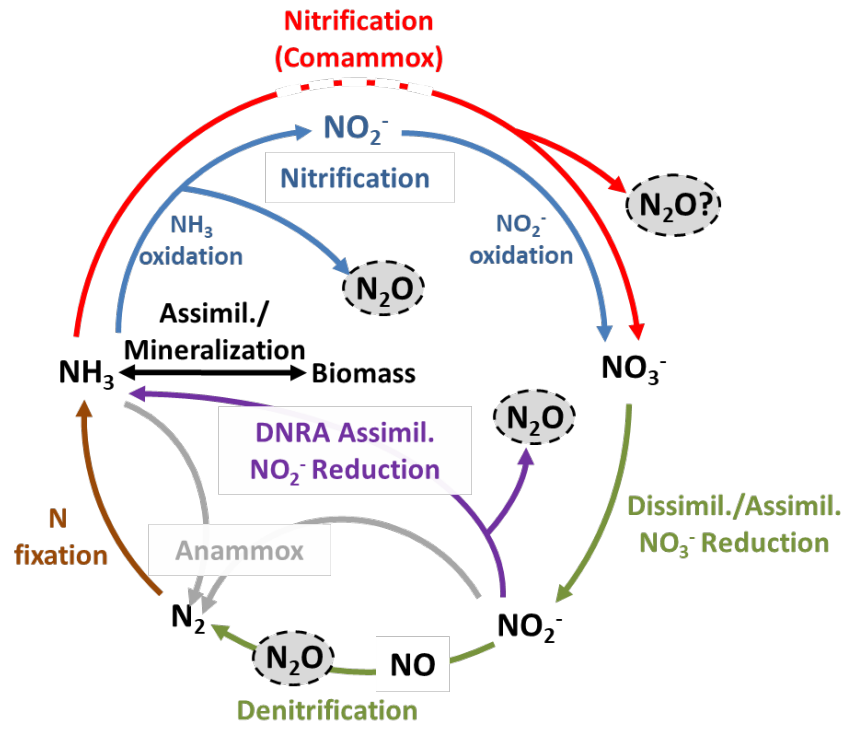 Nitrification
(Comammox)
NO₂⁻
Nitrification
N₂O?
NH₃
oxidation
NO₂⁻
oxidation
N₂O
Assimil./
Mineralization
NH₃
Biomass
NO₃⁻
N₂O
DNRA Assimil.
NO₂⁻ Reduction
Dissimil./Assimil.
NO₃⁻ Reduction
N
fixation
Anammox
N₂
NO₂⁻
N₂O
NO
Denitrification